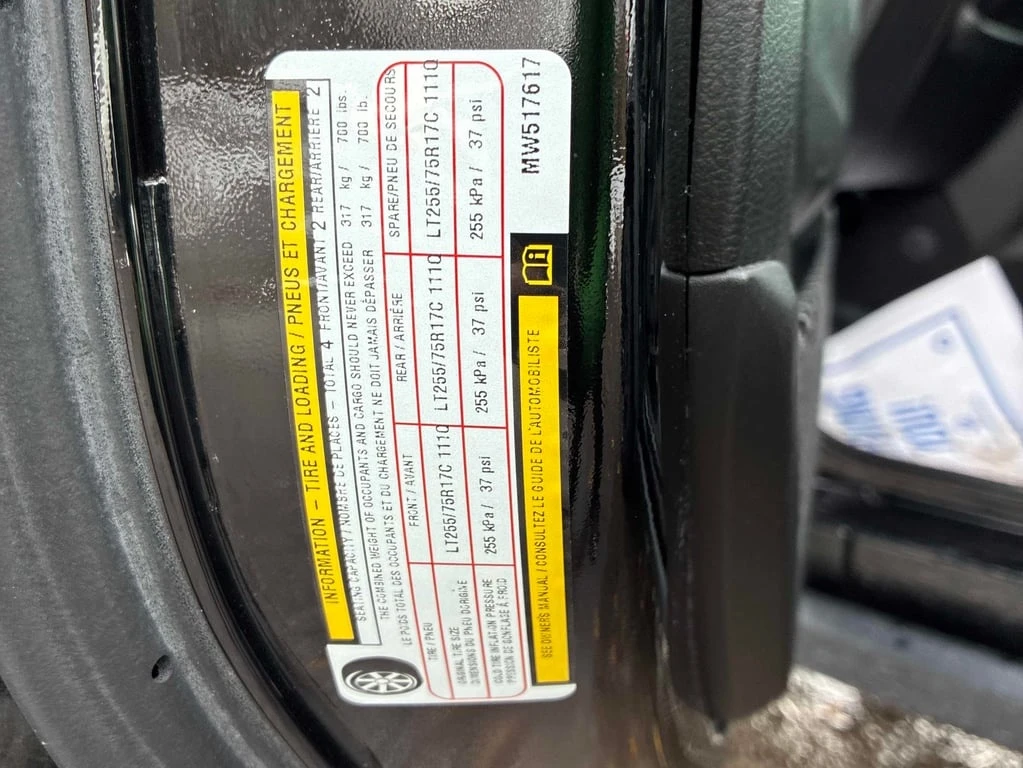 INFORMATION – TIRE AND LOADING / PNEUS ET CHARGEMENT
SEATING CAPACITY / NOMBRE DE PLACES – TOTAL 4 FRONT/AVANT 2 REAR/ARRIÈRE 2
THE COMBINED WEIGHT OF OCCUPANTS AND CARGO SHOULD NEVER EXCEED 317 kg / 700 lbs.
LE POIDS TOTAL DES OCCUPANTS ET DU CHARGEMENT NE DOIT JAMAIS DÉPASSER 317 kg / 700 lb.
TIRE / PNEU FRONT / AVANT REAR / ARRIÈRE SPARE/PNEU DE SECOURS
ORIGINAL TIRE SIZE
DIMENSIONS DU PNEU D'ORIGINE
LT255/75R17C 111Q LT255/75R17C 111Q LT255/75R17C 111Q
COLD TIRE INFLATION PRESSURE
PRESSION DE GONFLAGE À FROID
255 kPa / 37 psi 255 kPa / 37 psi 255 kPa / 37 psi
SEE OWNER'S MANUAL / CONSULTEZ LE GUIDE DE L'AUTOMOBILISTE
MW517617